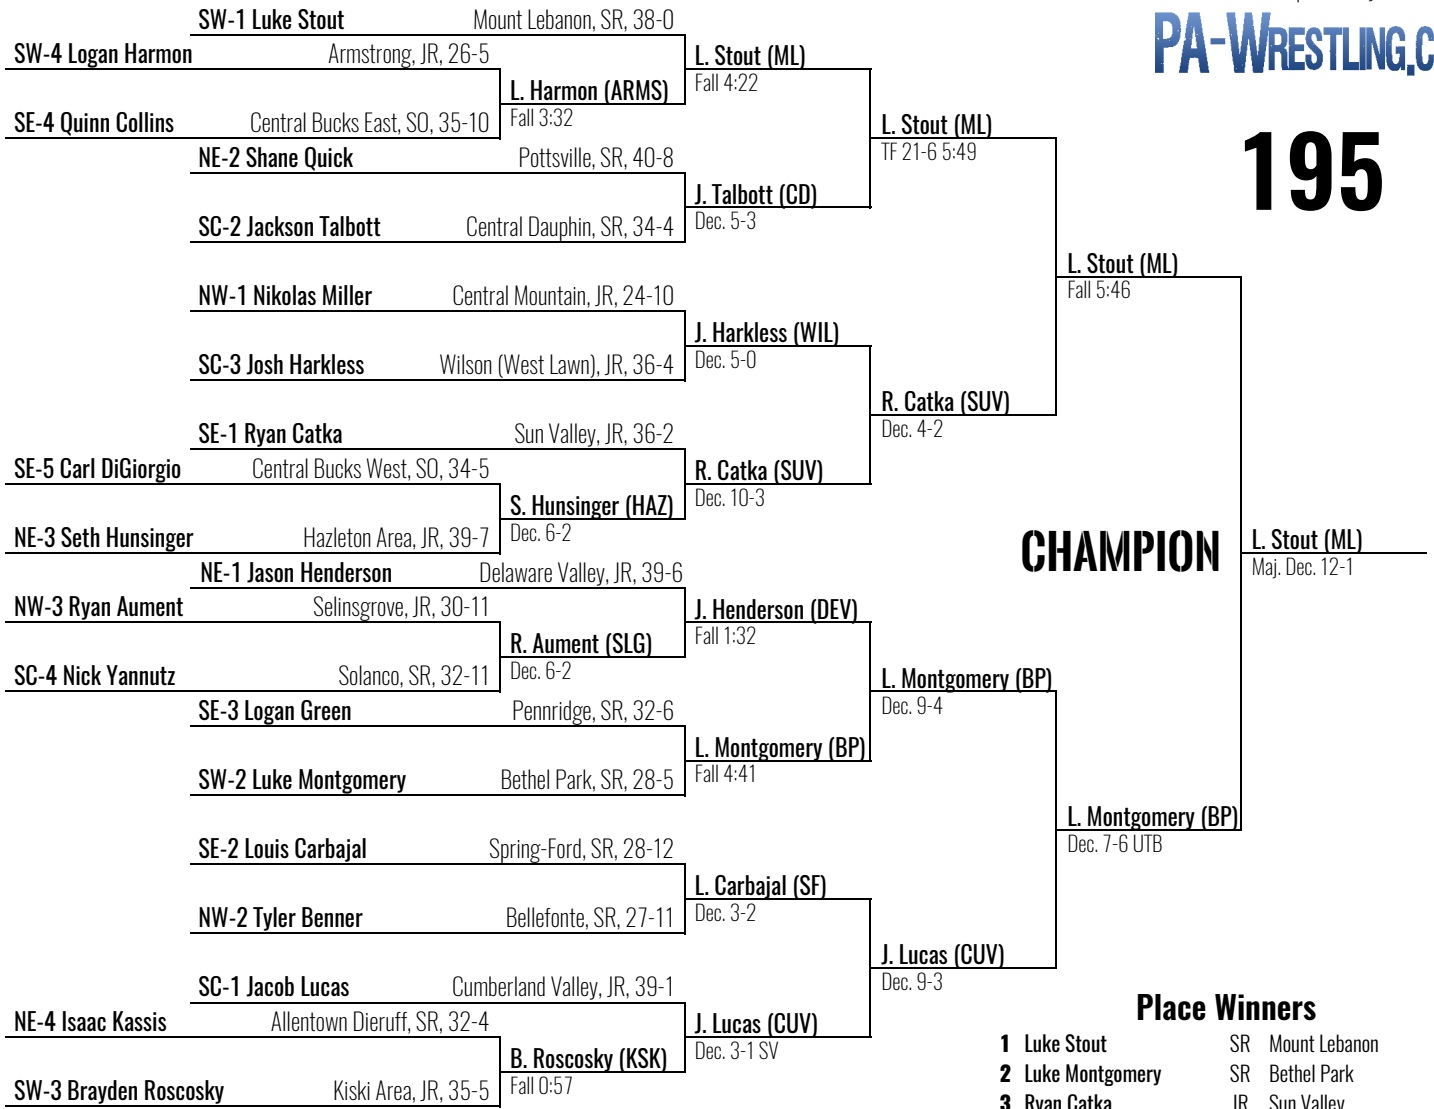 PA-WRESTLING.C
195
SW-1 Luke Stout Mount Lebanon, SR, 38-0
SW-4 Logan Harmon Armstrong, JR, 26-5
L. Stout (ML)
Fall 4:22
L. Harmon (ARMS)
Fall 3:32
SE-4 Quinn Collins Central Bucks East, SO, 35-10
L. Stout (ML)
TF 21-6 5:49
NE-2 Shane Quick Pottsville, SR, 40-8
J. Talbott (CD)
Dec. 5-3
SC-2 Jackson Talbott Central Dauphin, SR, 34-4
L. Stout (ML)
Fall 5:46
NW-1 Nikolas Miller Central Mountain, JR, 24-10
J. Harkless (WIL)
Dec. 5-0
SC-3 Josh Harkless Wilson (West Lawn), JR, 36-4
R. Catka (SUV)
Dec. 4-2
SE-1 Ryan Catka Sun Valley, JR, 36-2
SE-5 Carl DiGiorgio Central Bucks West, SO, 34-5
R. Catka (SUV)
Dec. 10-3
S. Hunsinger (HAZ)
Dec. 6-2
NE-3 Seth Hunsinger Hazleton Area, JR, 39-7
CHAMPION
L. Stout (ML)
Maj. Dec. 12-1
NE-1 Jason Henderson Delaware Valley, JR, 39-6
NW-3 Ryan Aument Selinsgrove, JR, 30-11
J. Henderson (DEV)
Fall 1:32
R. Aument (SLG)
Dec. 6-2
SC-4 Nick Yannutz Solanco, SR, 32-11
L. Montgomery (BP)
Dec. 9-4
SE-3 Logan Green Pennridge, SR, 32-6
L. Montgomery (BP)
Fall 4:41
SW-2 Luke Montgomery Bethel Park, SR, 28-5
L. Montgomery (BP)
Dec. 7-6 UTB
SE-2 Louis Carbajal Spring-Ford, SR, 28-12
L. Carbajal (SF)
Dec. 3-2
NW-2 Tyler Benner Bellefonte, SR, 27-11
J. Lucas (CUV)
Dec. 9-3
SC-1 Jacob Lucas Cumberland Valley, JR, 39-1
NE-4 Isaac Kassis Allentown Dieruff, SR, 32-4
J. Lucas (CUV)
Dec. 3-1 SV
B. Roscosky (KSK)
Fall 0:57
SW-3 Brayden Roscosky Kiski Area, JR, 35-5
Place Winners
1 Luke Stout SR Mount Lebanon
2 Luke Montgomery SR Bethel Park
3 Ryan Catka JR Sun Valley